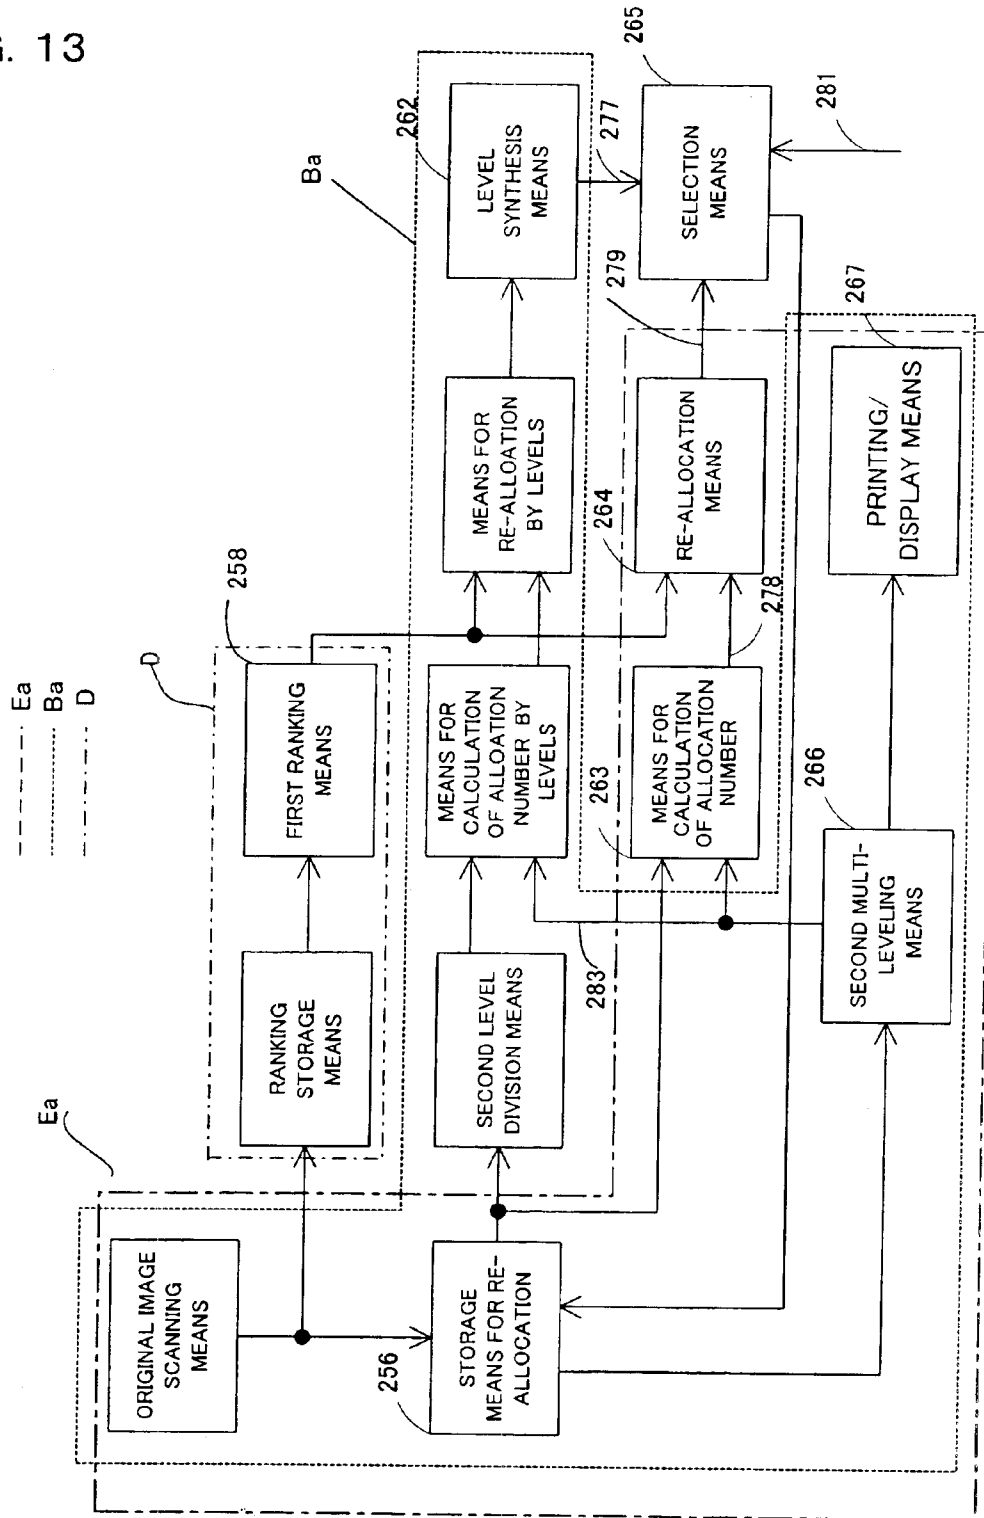 G. 13
Ea
Ba
D
Ea
D
Ba
ORIGINAL IMAGE
SCANNING
MEANS
RANKING
STORAGE
MEANS
258
FIRST RANKING
MEANS
256
STORAGE
MEANS FOR RE-
ALLOCATION
SECOND LEVEL
DIVISION MEANS
MEANS FOR
CALCULATION
OF ALLOATION
NUMBER BY
LEVELS
MEANS FOR
RE-ALLOATION
BY LEVELS
262
LEVEL
SYNTHESIS
MEANS
277
283
263
MEANS FOR
CALCULATION
OF ALLOCATION
NUMBER
278
264
RE-ALLOCATION
MEANS
279
265
SELECTION
MEANS
281
266
SECOND MULTI-
LEVELING
MEANS
267
PRINTING/
DISPLAY MEANS